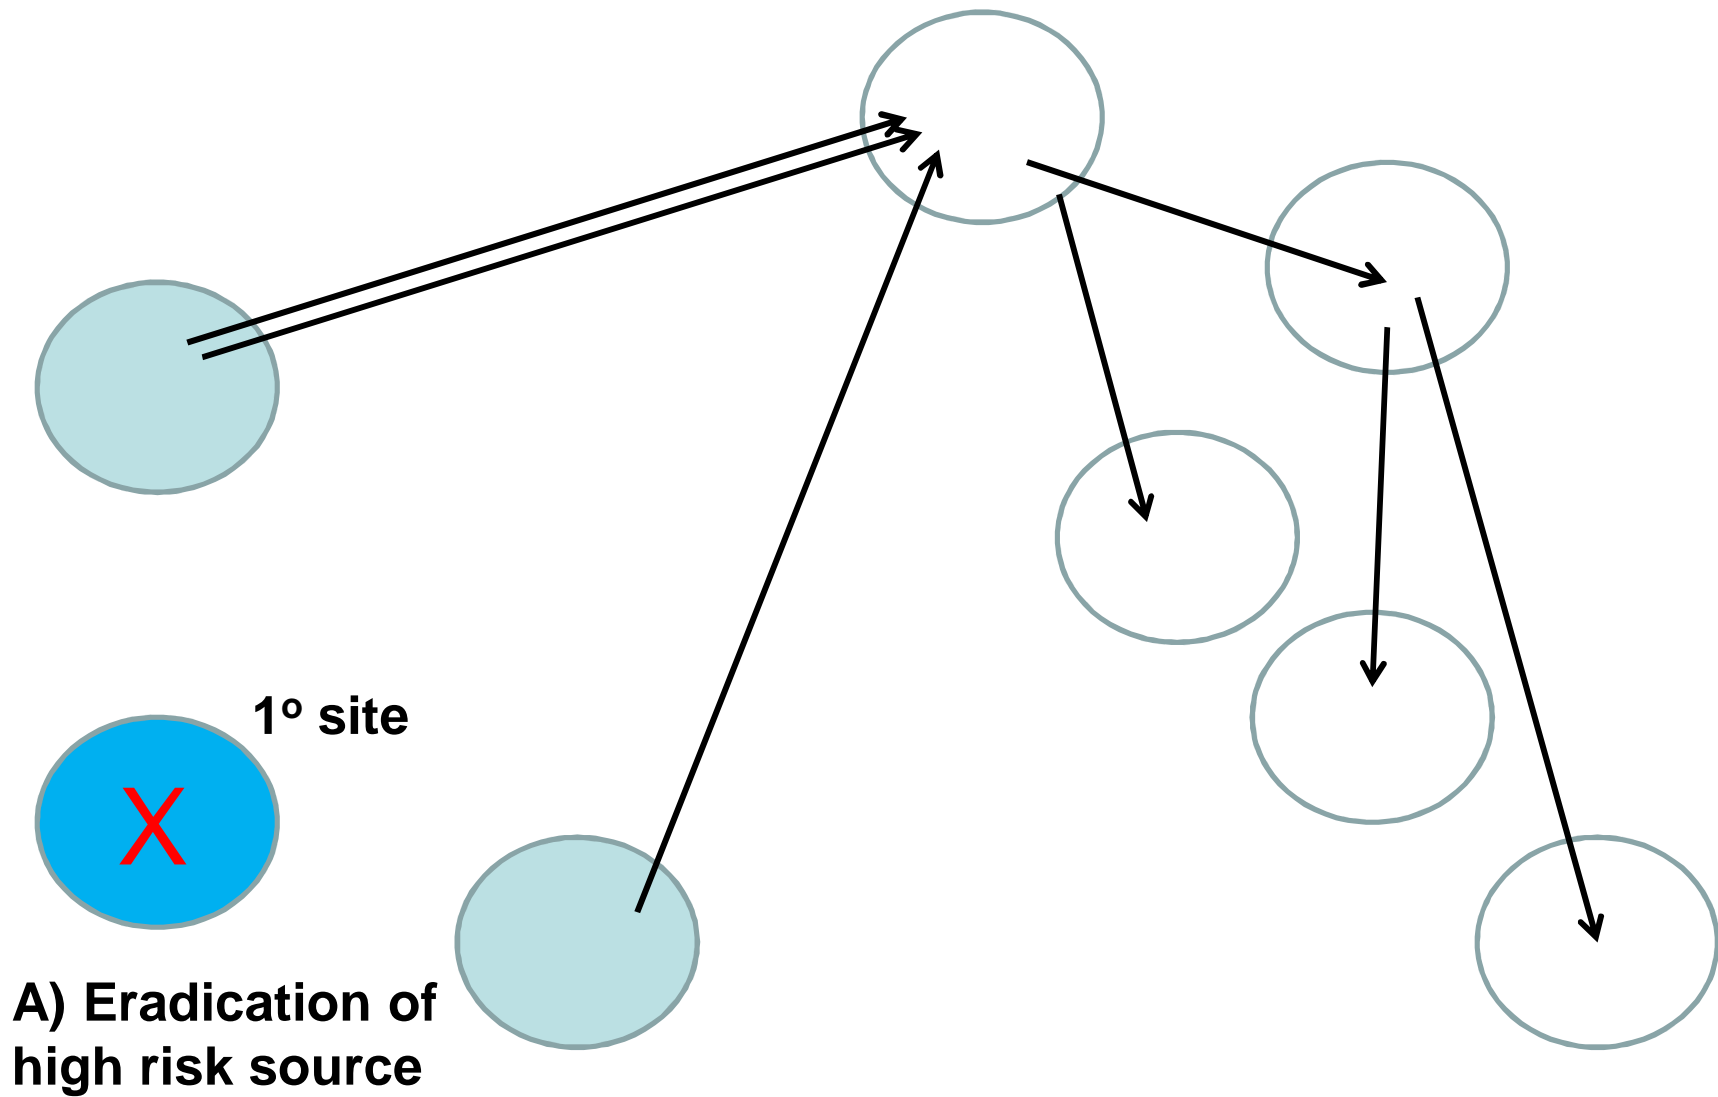 1º site
X
A) Eradication of
high risk source